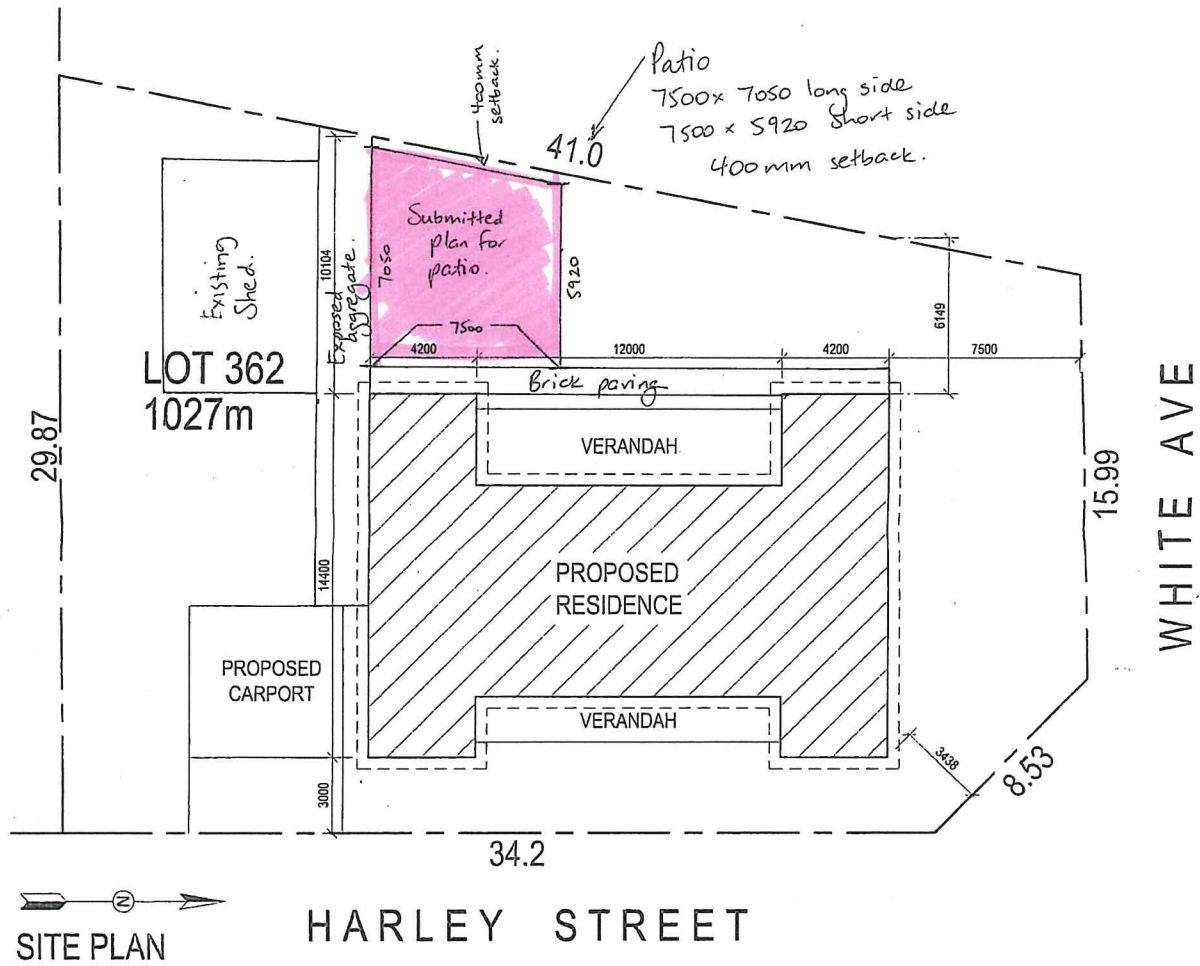 Patio
7500 x 7050 long side
7500 x 5920 Short side
400mm setback.
400mm
setback.
41.0
Submitted
plan for
patio.
7050
5920
7500
Existing
Shed.
Exposed
aggregate.
10104
6149
4200
12000
4200
7500
LOT 362
1027m
Brick paving
VERANDAH
29.87
15.99
WHITE AVE
14400
PROPOSED
RESIDENCE
PROPOSED
CARPORT
VERANDAH
3000
3438
8.53
34.2
N
SITE PLAN
HARLEY STREET